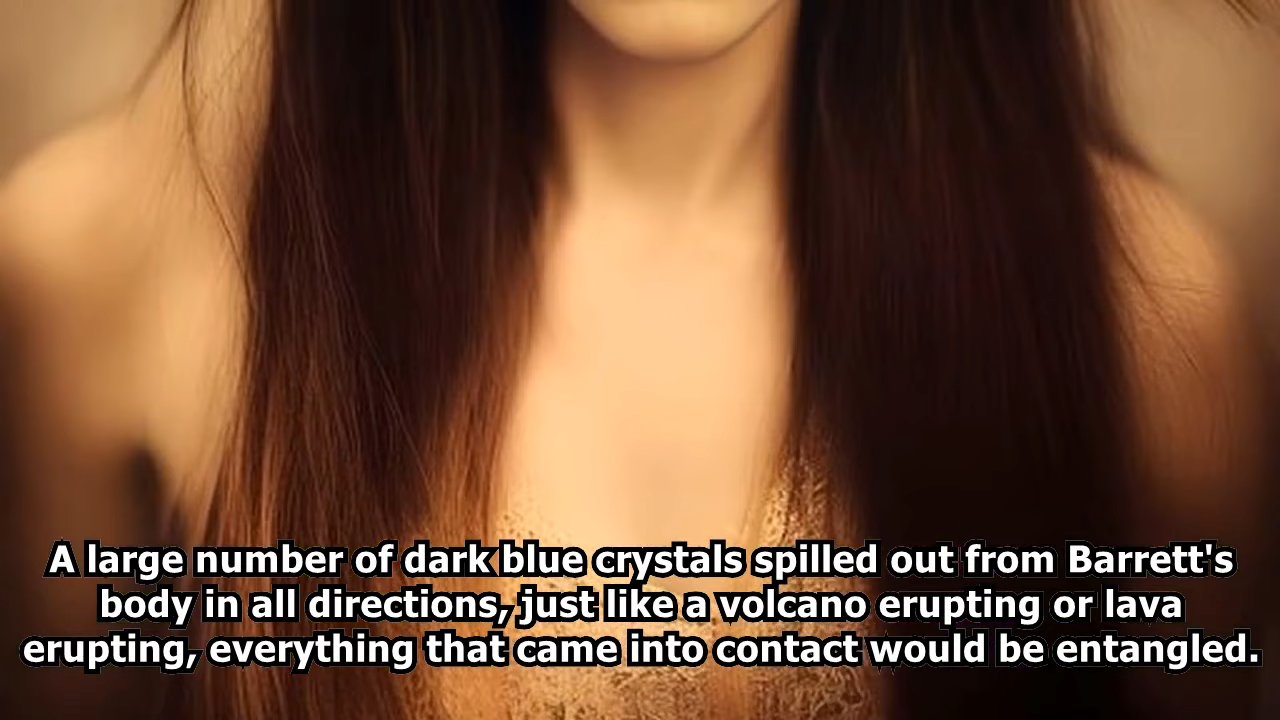 A large number of dark blue crystals spilled out from Barrett's
body in all directions, just like a volcano erupting or lava
erupting, everything that came into contact would be entangled.